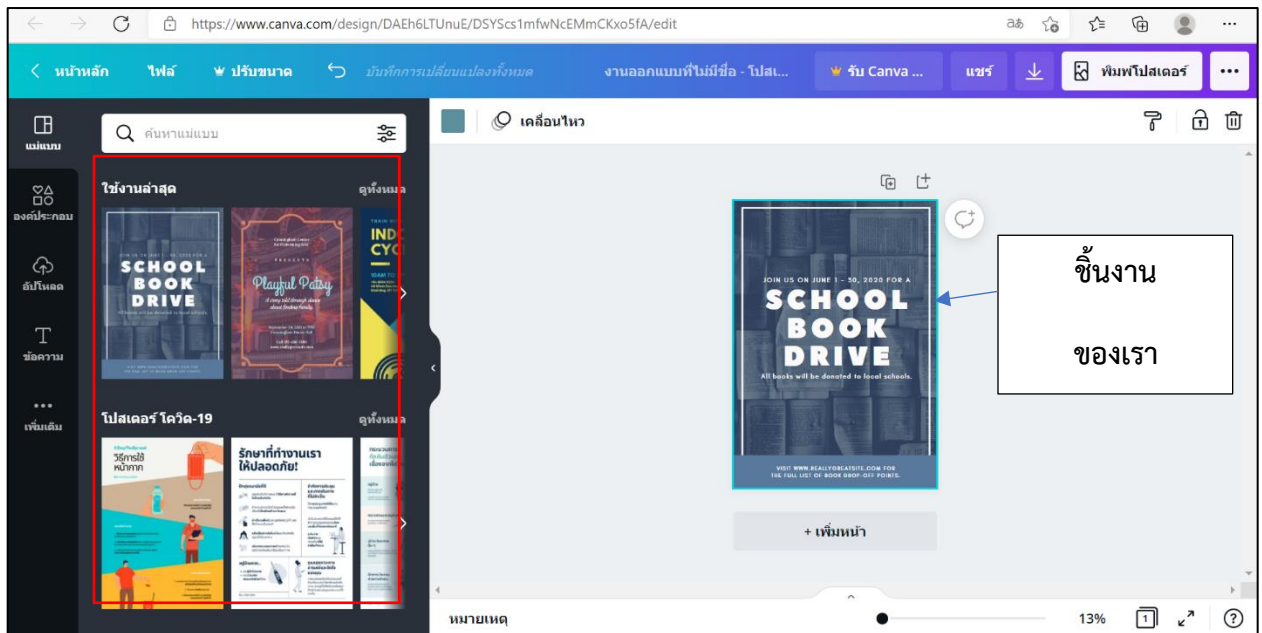 https://www.canva.com/design/DAEh6LTUnuE/DSYScs1mfwNcEMmCKxo5fA/edit
หน้าหลัก ไฟล์ ปรับขนาด บันทึกการเปลี่ยนแปลงทั้งหมด งานออกแบบที่ไม่มีชื่อ - โปสเ... รับ Canva ... แชร์ พิมพ์โปสเตอร์
แม่แบบ
องค์ประกอบ
อัปโหลด
ข้อความ
เพิ่มเติม
ค้นหาแม่แบบ
ใช้งานล่าสุด ดูทั้งหมด
SCHOOL
BOOK
DRIVE
PRESENTS
Playful Patsy
IND
CYC
โปสเตอร์ โควิด-19 ดูทั้งหมด
วิธีการใช้
หน้ากาก
รักษาที่ทำงานเรา
ให้ปลอดภัย!
เคลื่อนไหว
JOIN US ON JUNE 1 - 30, 2020 FOR A
SCHOOL
BOOK
DRIVE
All books will be donated to local schools.
VISIT WWW.REALLYGREATSITE.COM FOR
THE FULL LIST OF BOOK DROP-OFF POINTS.
ชิ้นงาน
ของเรา
+ เพิ่มหน้า
หมายเหตุ 13% 1